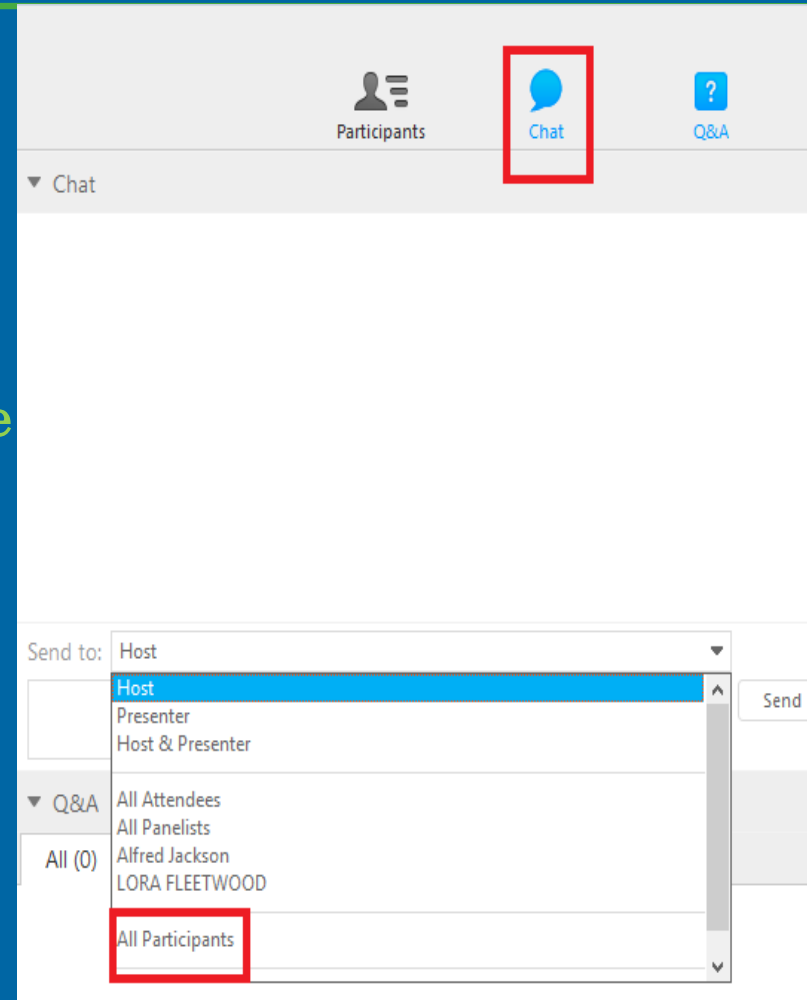 Participants Chat Q&A
Chat
e
Send to: Host
Host
Send
Presenter
Host & Presenter
Q&A
All Attendees
All Panelists
All (0)
Alfred Jackson
LORA FLEETWOOD
All Participants